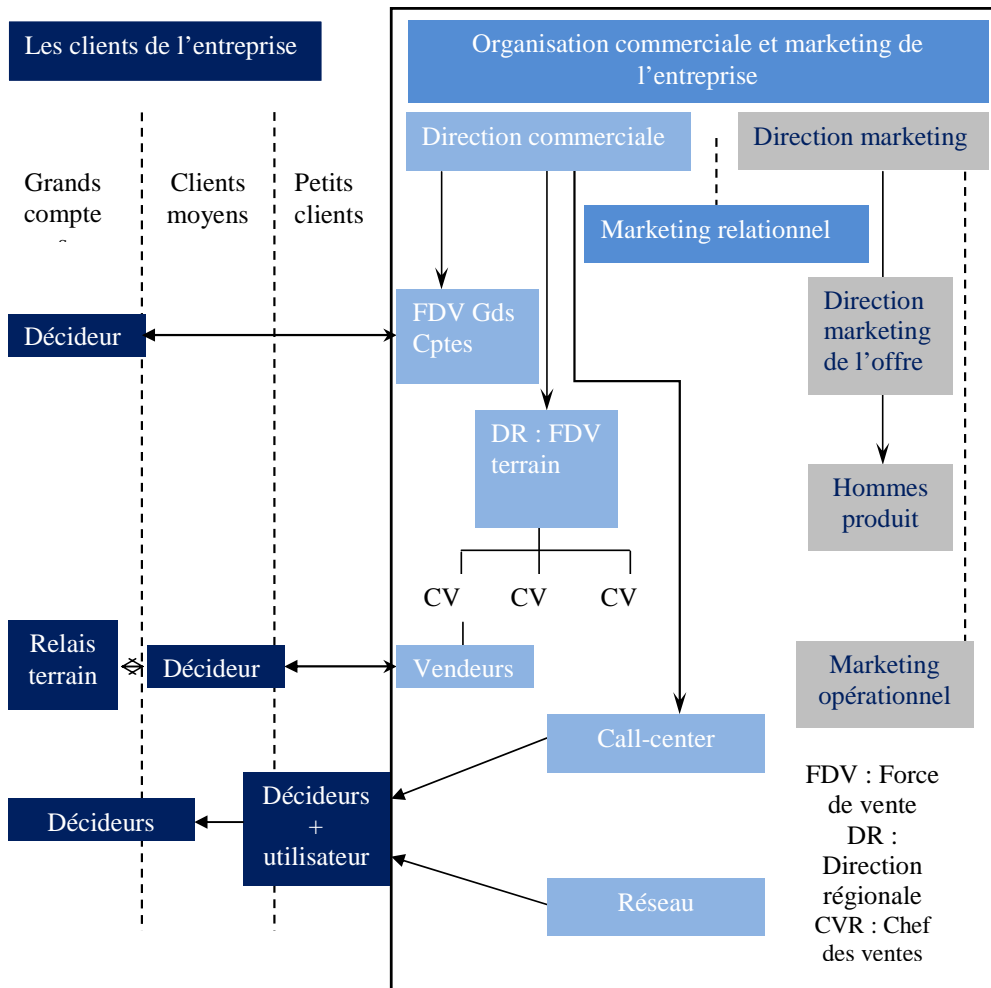 Les clients de l’entreprise
Organisation commerciale et marketing de
l’entreprise
Direction commerciale
Direction marketing
Grands
compte
Clients
moyens
Petits
clients
Marketing relationnel
FDV Gds
Cptes
Direction
marketing
de l’offre
Décideur
DR : FDV
terrain
Hommes
produit
CV
CV
CV
Relais
terrain
Décideur
Vendeurs
Marketing
opérationnel
Call-center
FDV : Force
de vente
DR :
Direction
régionale
CVR : Chef
des ventes
Décideurs
Décideurs
+
utilisateur
Réseau